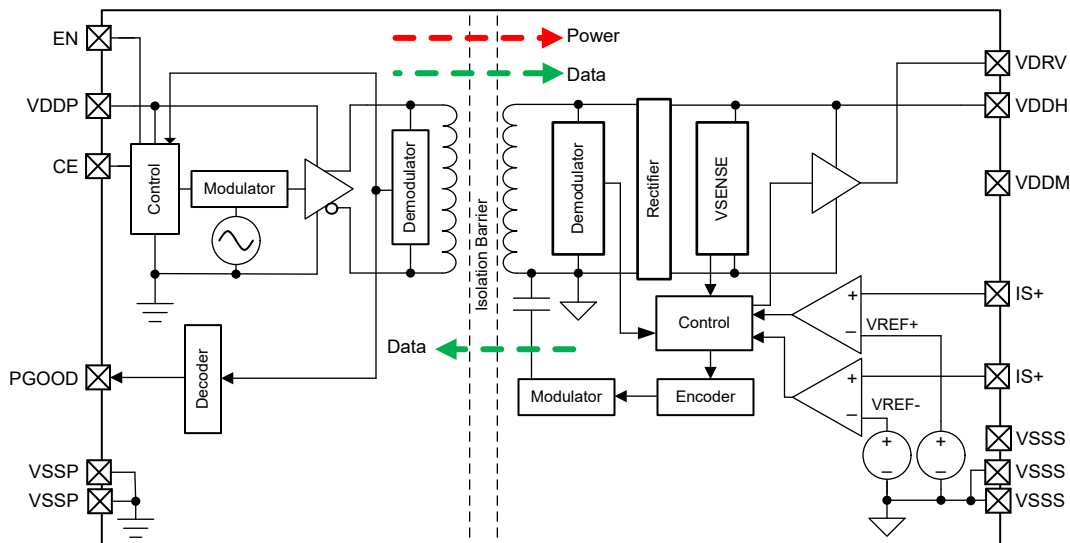 EN
Power
VDRV
Data
VDDP
VDDH
CE
Control
Modulator
Demodulator
Isolation Barrier
Demodulator
Rectifier
VSENSE
VDDM
+
IS+
Control
VREF+
−
Data
PGOOD
Decoder
Modulator
Encoder
+
IS+
−
VREF-
VSSS
+
+
VSSP
−
−
VSSS
VSSP
VSSS